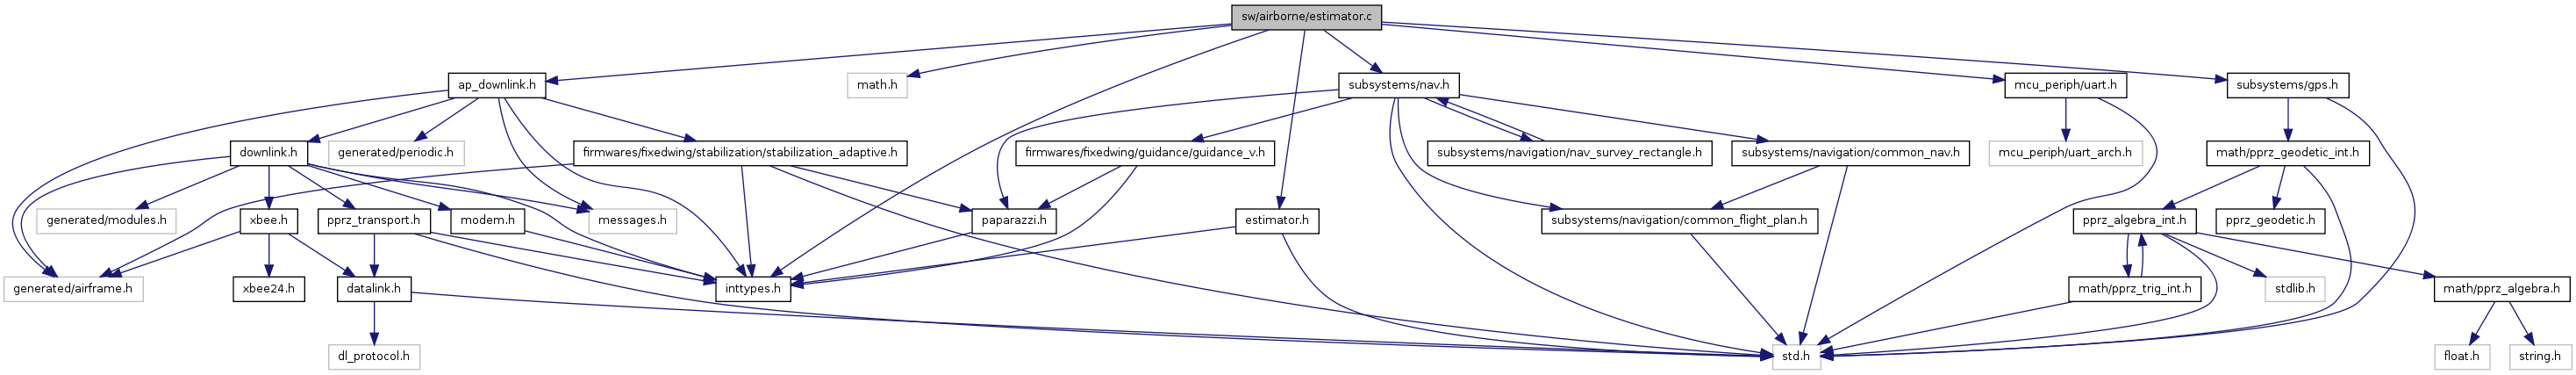 sw/airborne/estimator.c
ap_downlink.h
math.h
subsystems/nav.h
mcu_periph/uart.h
subsystems/gps.h
downlink.h
generated/periodic.h
firmwares/fixedwing/stabilization/stabilization_adaptive.h
firmwares/fixedwing/guidance/guidance_v.h
subsystems/navigation/nav_survey_rectangle.h
subsystems/navigation/common_nav.h
mcu_periph/uart_arch.h
math/pprz_geodetic_int.h
generated/modules.h
xbee.h
pprz_transport.h
modem.h
messages.h
paparazzi.h
estimator.h
subsystems/navigation/common_flight_plan.h
pprz_algebra_int.h
pprz_geodetic.h
generated/airframe.h
xbee24.h
datalink.h
inttypes.h
math/pprz_trig_int.h
stdlib.h
math/pprz_algebra.h
dl_protocol.h
std.h
float.h
string.h